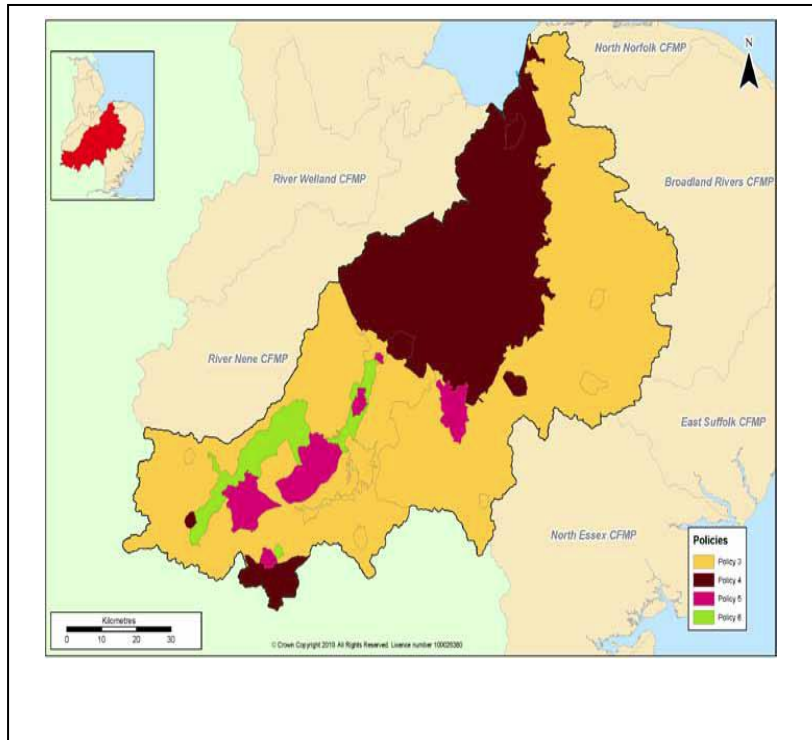 North Norfolk CFMP
N
River Welland CFMP
Broadland Rivers CFMP
River Nene CFMP
East Suffolk CFMP
North Essex CFMP
Policies
Policy 3
Policy 4
Policy 5
Policy 6
Kilometres
0 10 20 30
© Crown Copyright 2010 All Rights Reserved. Licence number 100026380